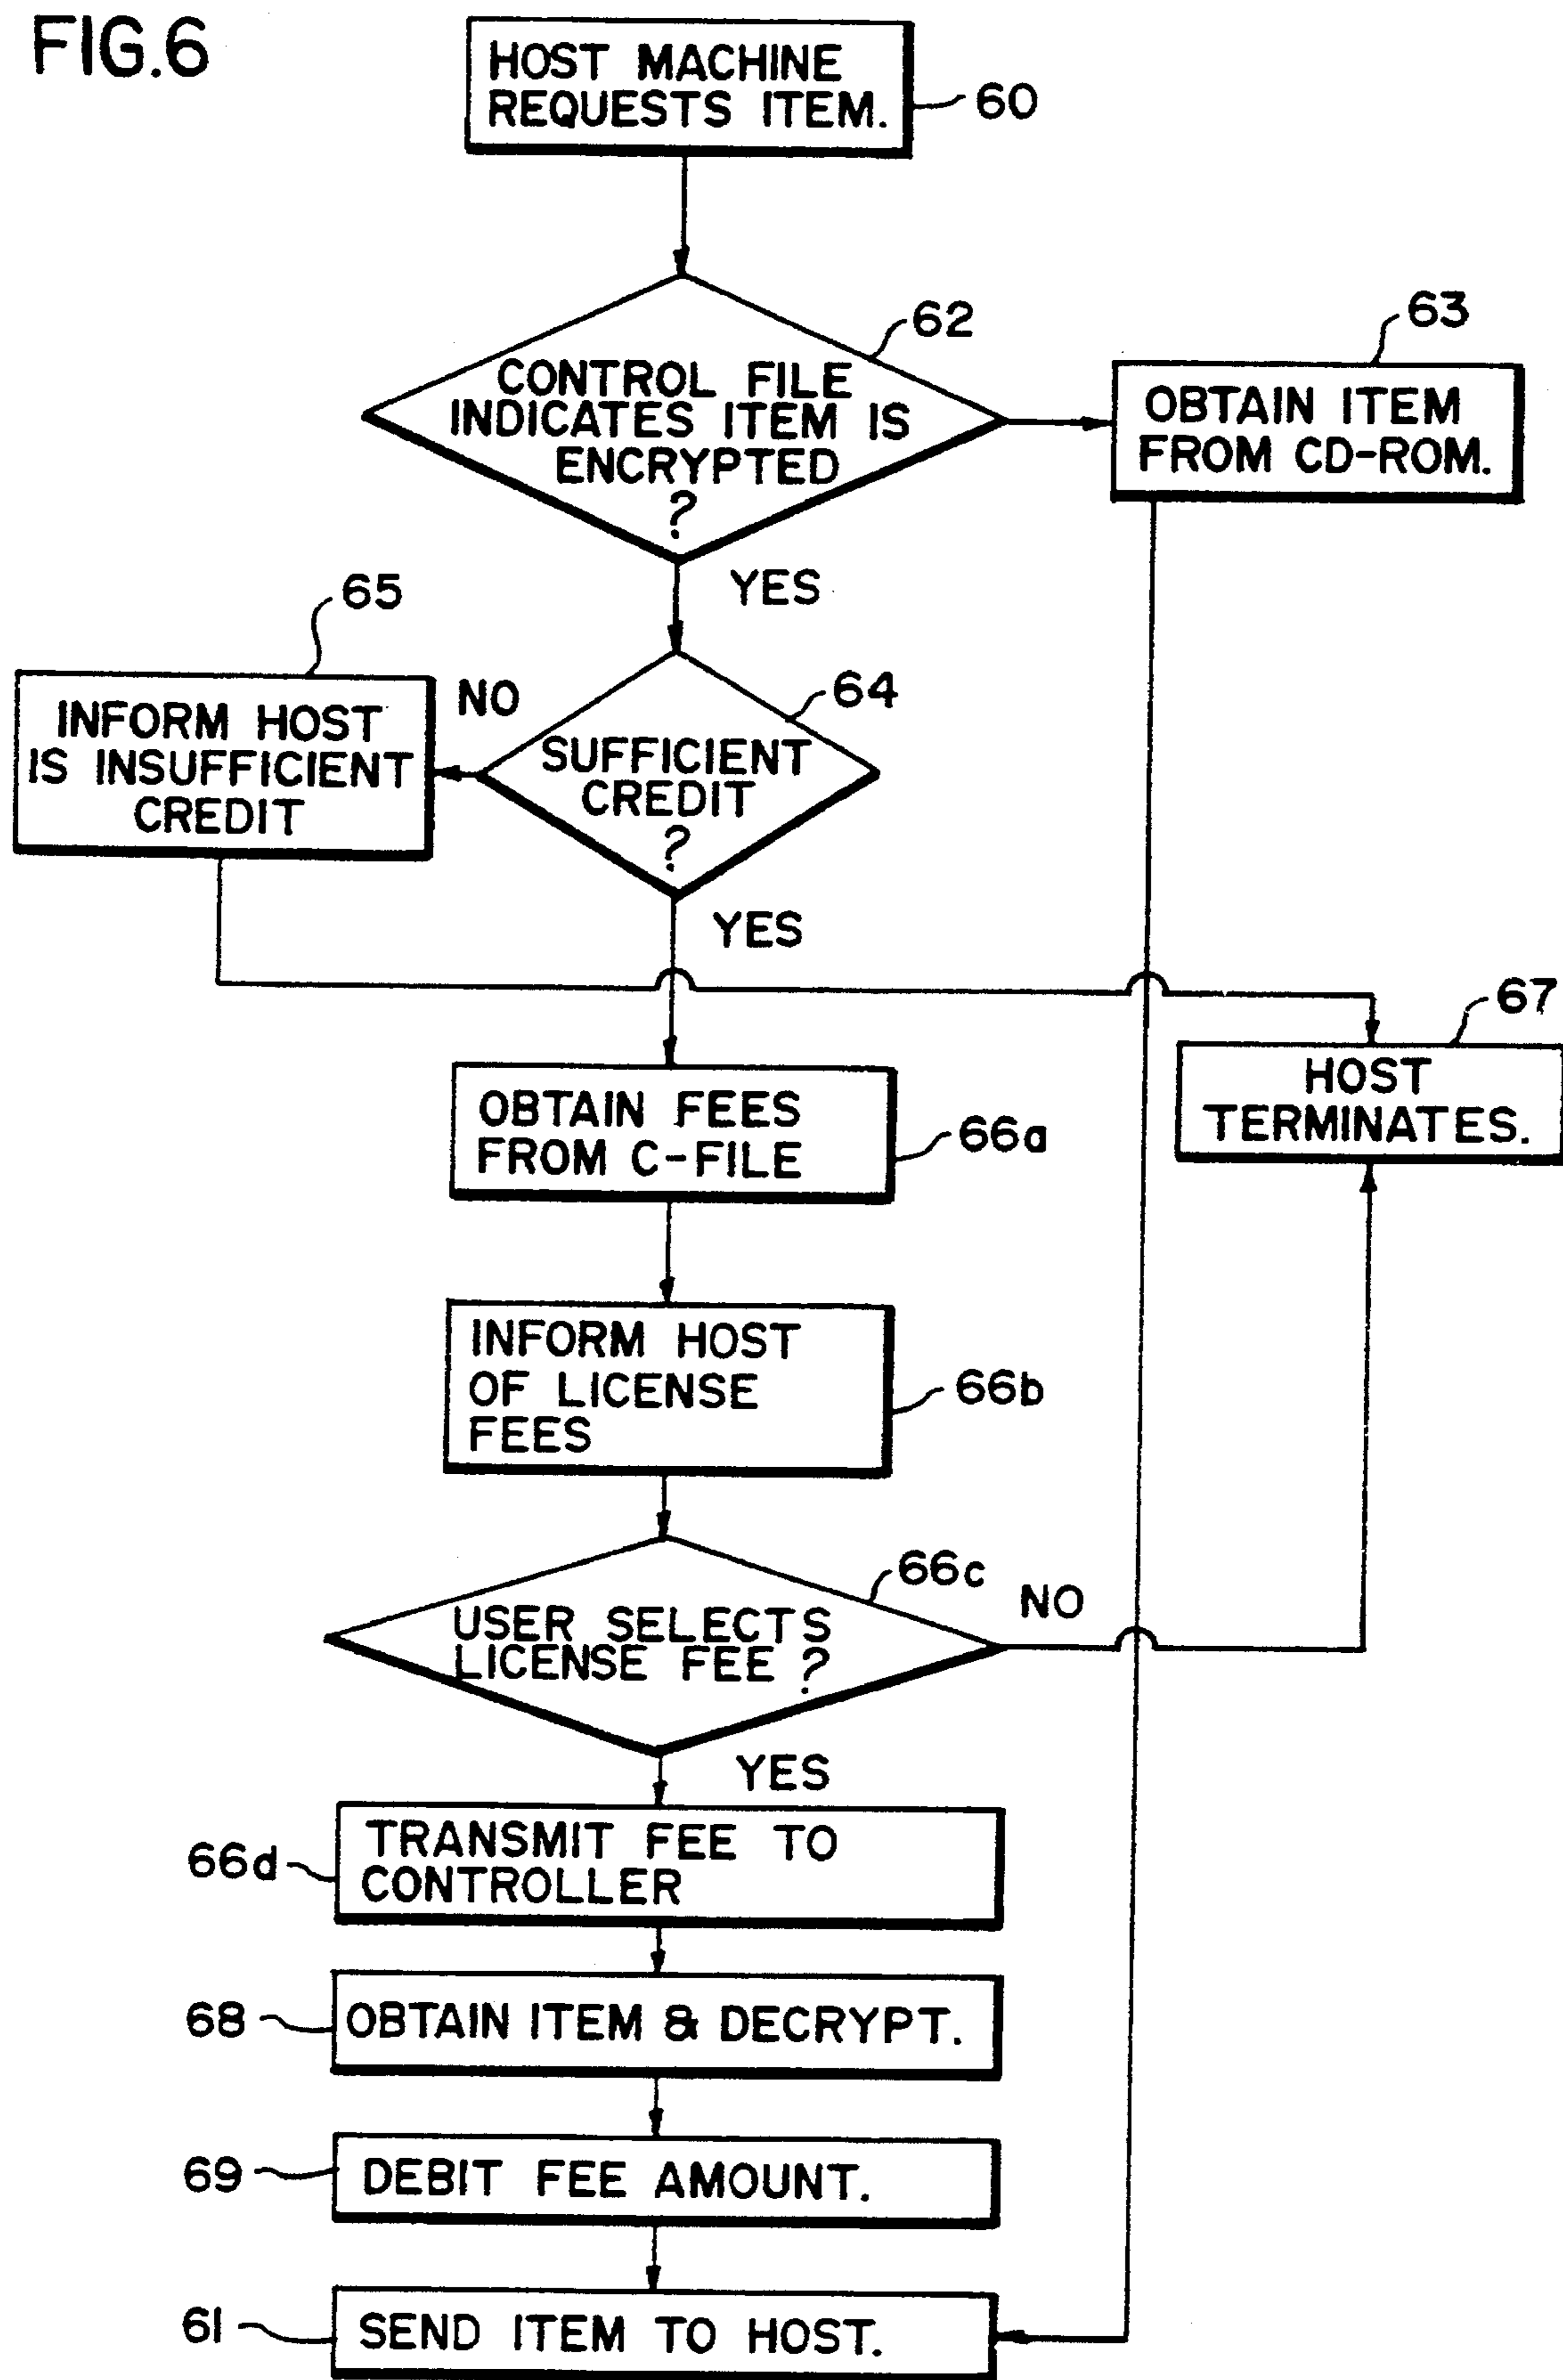 FIG.6
HOST MACHINE
REQUESTS ITEM.
60
62
CONTROL FILE
INDICATES ITEM IS
ENCRYPTED
?
63
OBTAIN ITEM
FROM CD-ROM.
YES
65
INFORM HOST
IS INSUFFICIENT
CREDIT
NO
64
SUFFICIENT
CREDIT
?
YES
67
HOST
TERMINATES.
OBTAIN FEES
FROM C-FILE
66a
INFORM HOST
OF LICENSE
FEES
66b
66c
USER SELECTS
LICENSE FEE ?
NO
YES
66d
TRANSMIT FEE TO
CONTROLLER
68
OBTAIN ITEM & DECRYPT.
69
DEBIT FEE AMOUNT.
61
SEND ITEM TO HOST.